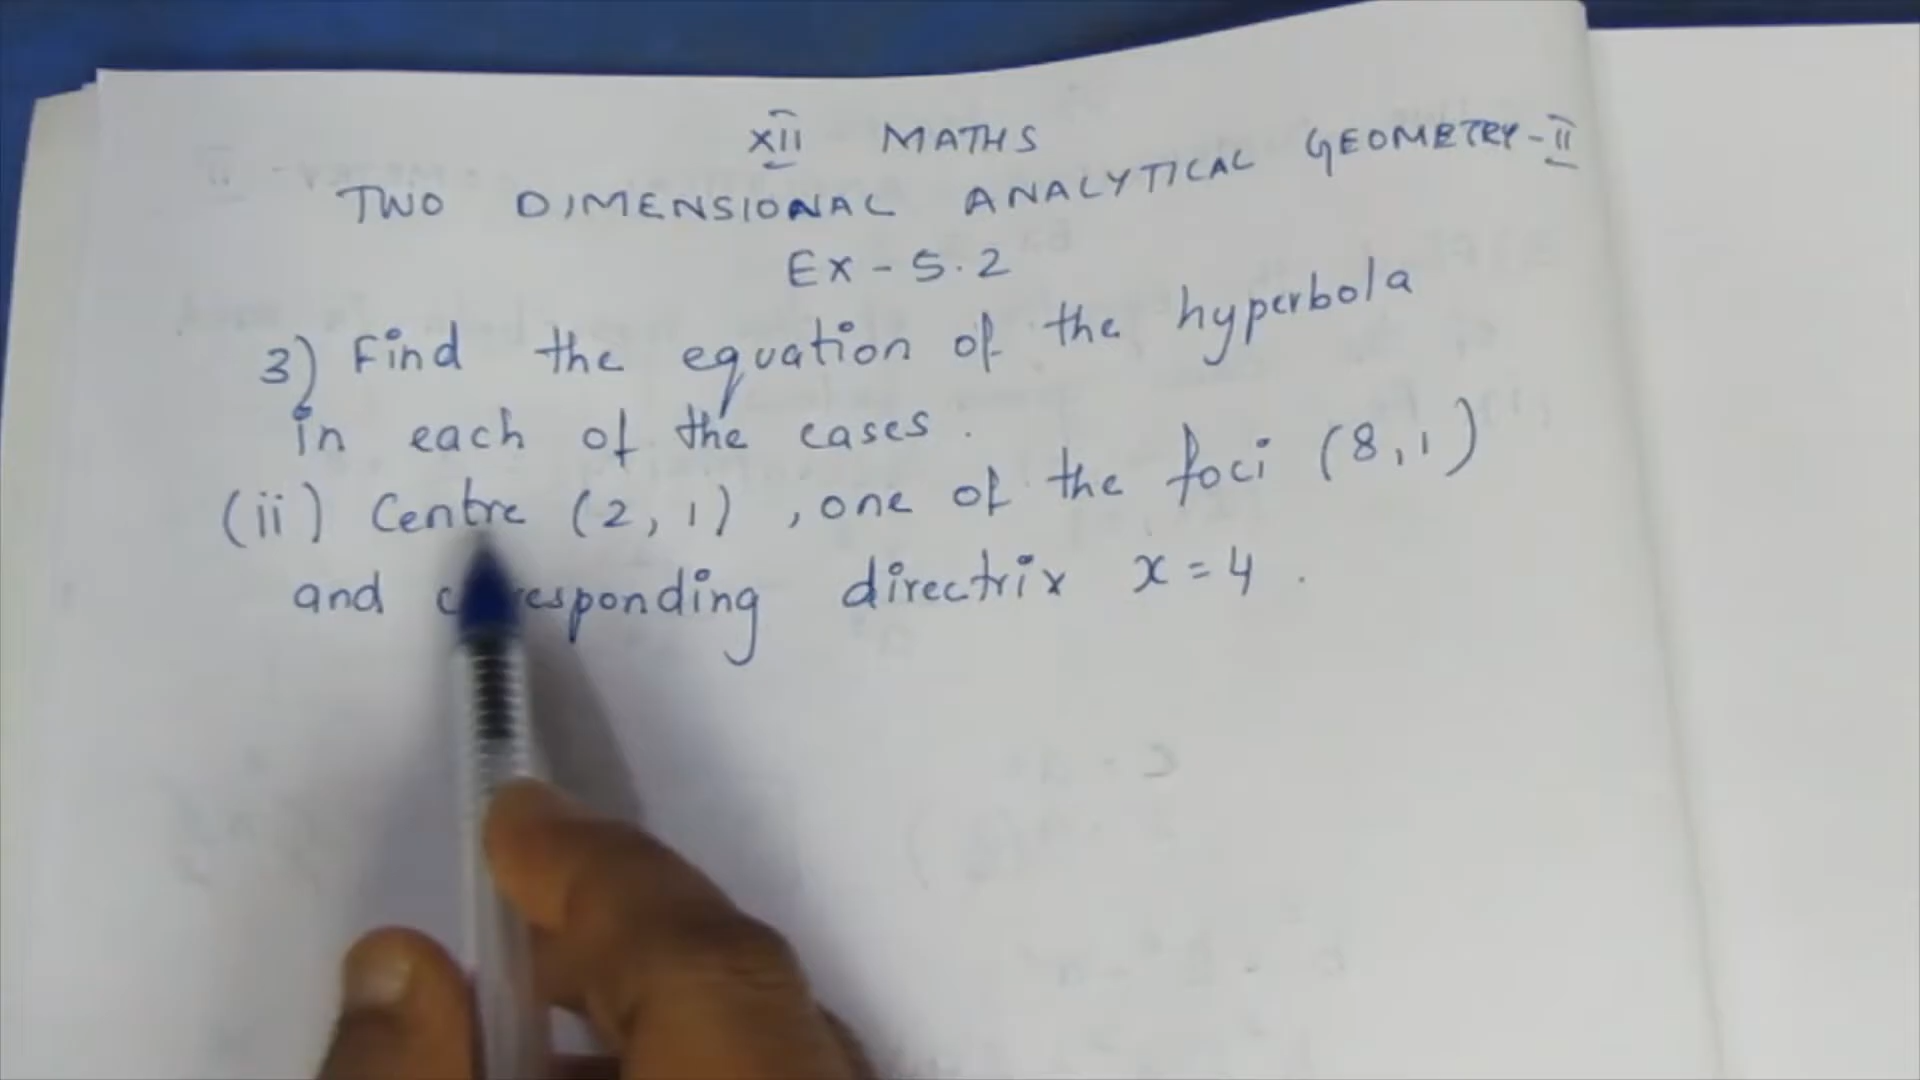 XII MATHS
TWO DIMENSIONAL ANALYTICAL GEOMETRY-II
Ex - 5.2
3) Find the equation of the hyperbola
in each of the cases.
(ii) Centre (2, 1), one of the foci (8, 1)
and directrix x = 4.